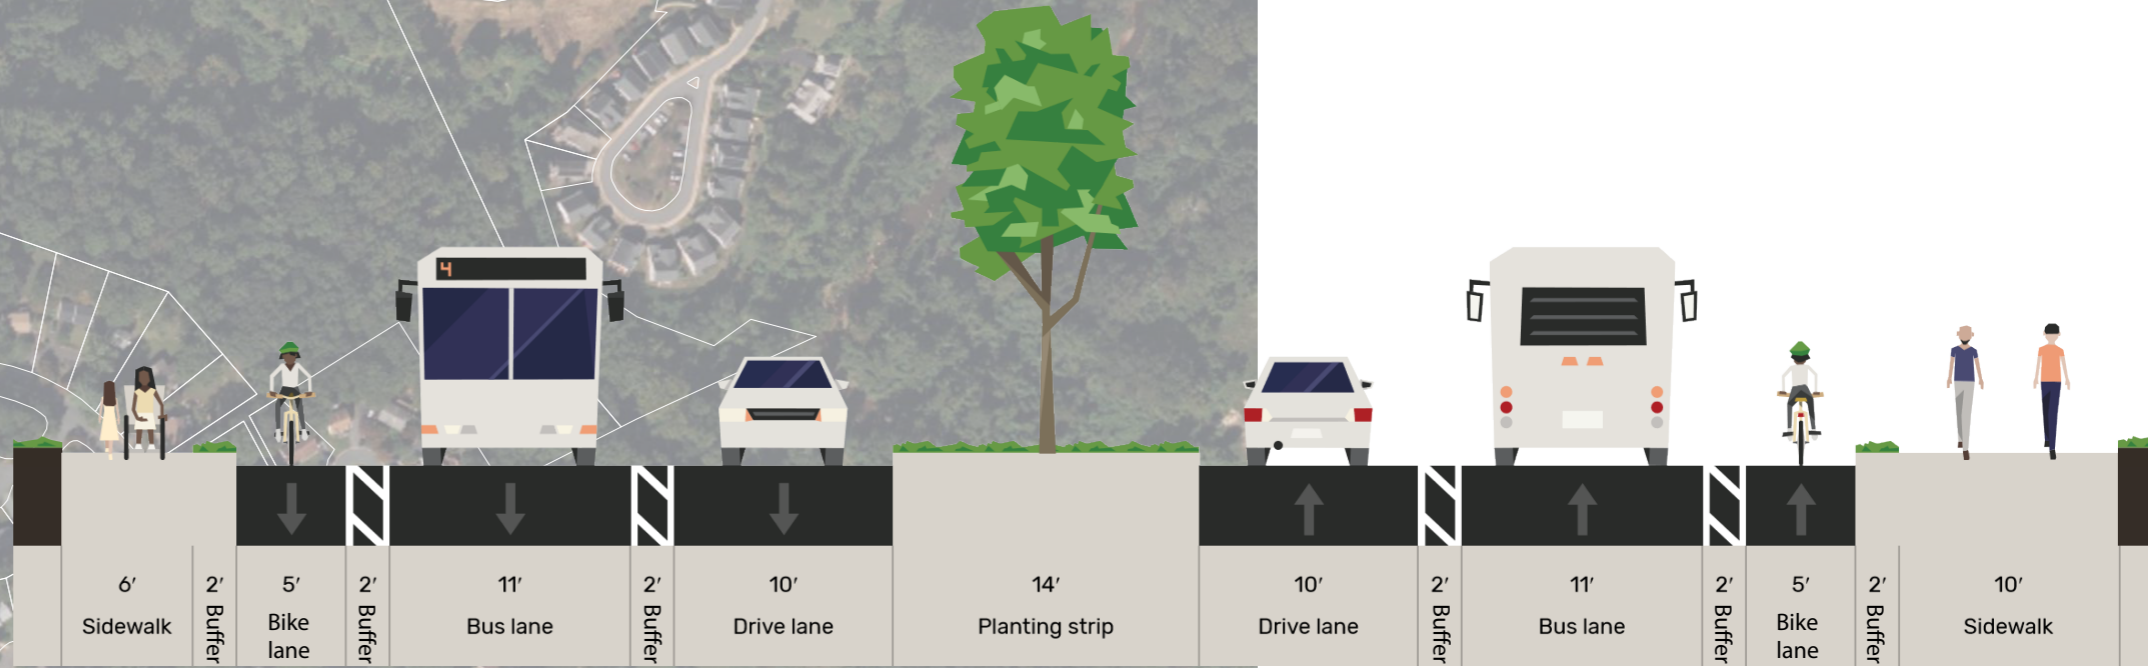 4
6′
Sidewalk
2′
Buffer
5′
Bike
lane
2′
Buffer
11′
Bus lane
2′
Buffer
10′
Drive lane
14′
Planting strip
10′
Drive lane
2′
Buffer
11′
Bus lane
2′
Buffer
5′
Bike
lane
2′
Buffer
10′
Sidewalk